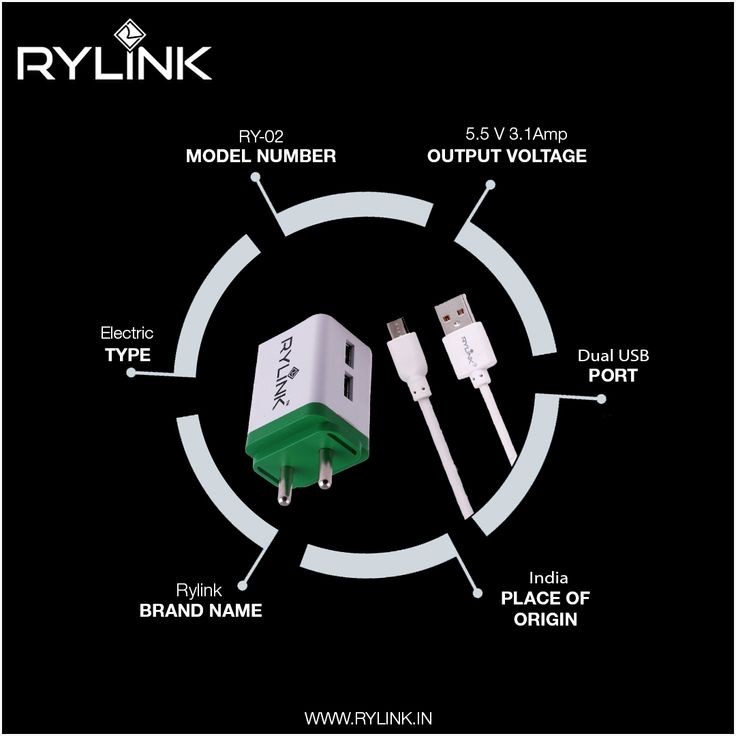 RYLINK
RY-02
MODEL NUMBER
5.5 V 3.1Amp
OUTPUT VOLTAGE
Electric
TYPE
Dual USB
PORT
RYLINK
RYLINK
Rylink
BRAND NAME
India
PLACE OF
ORIGIN
WWW.RYLINK.IN